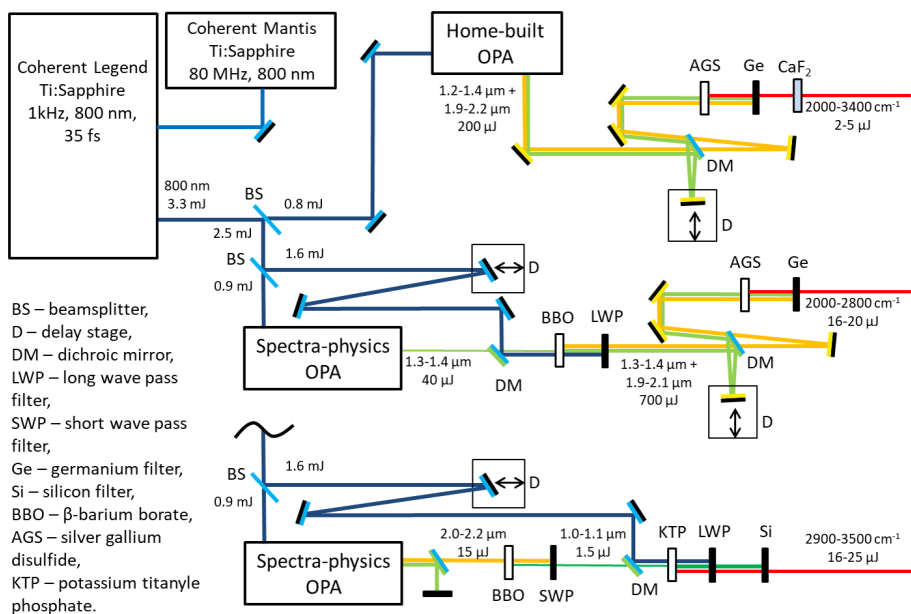 Coherent Legend
Ti:Sapphire
1kHz, 800 nm,
35 fs
Coherent Mantis
Ti:Sapphire
80 MHz, 800 nm
Home-built
OPA
1.2-1.4 µm +
1.9-2.2 µm
200 µJ
AGS
Ge
CaF2
2000-3400 cm-1
2-5 µJ
DM
D
800 nm
3.3 mJ
BS
0.8 mJ
2.5 mJ
BS
1.6 mJ
0.9 mJ
D
Spectra-physics
OPA
1.3-1.4 µm
40 µJ
DM
BBO
LWP
1.3-1.4 µm +
1.9-2.1 µm
700 µJ
AGS
Ge
2000-2800 cm-1
16-20 µJ
DM
D
BS – beamsplitter,
D – delay stage,
DM – dichroic mirror,
LWP – long wave pass
filter,
SWP – short wave pass
filter,
Ge – germanium filter,
Si – silicon filter,
BBO – β-barium borate,
AGS – silver gallium
disulfide,
KTP – potassium titanyle
phosphate.
BS
1.6 mJ
0.9 mJ
D
Spectra-physics
OPA
2.0-2.2 µm
15 µJ
BBO
SWP
1.0-1.1 µm
1.5 µJ
DM
KTP
LWP
Si
2900-3500 cm-1
16-25 µJ